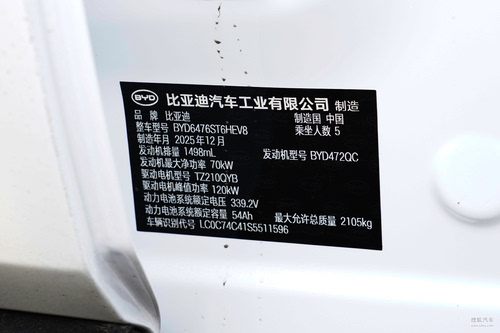 BYD 比亚迪汽车工业有限公司 制造
品牌 比亚迪 制造国 中国
整车型号 BYD6476ST6HEV8 乘坐人数 5
制造年月 2025年12月
发动机排量 1498mL 发动机型号 BYD472QC
发动机最大净功率 70kW
驱动电机型号 TZ210QYB
驱动电机峰值功率 120kW
动力电池系统额定电压 339.2V
动力电池系统额定容量 54Ah 最大允许总质量 2105kg
车辆识别代号 LC0C74C41S5511596